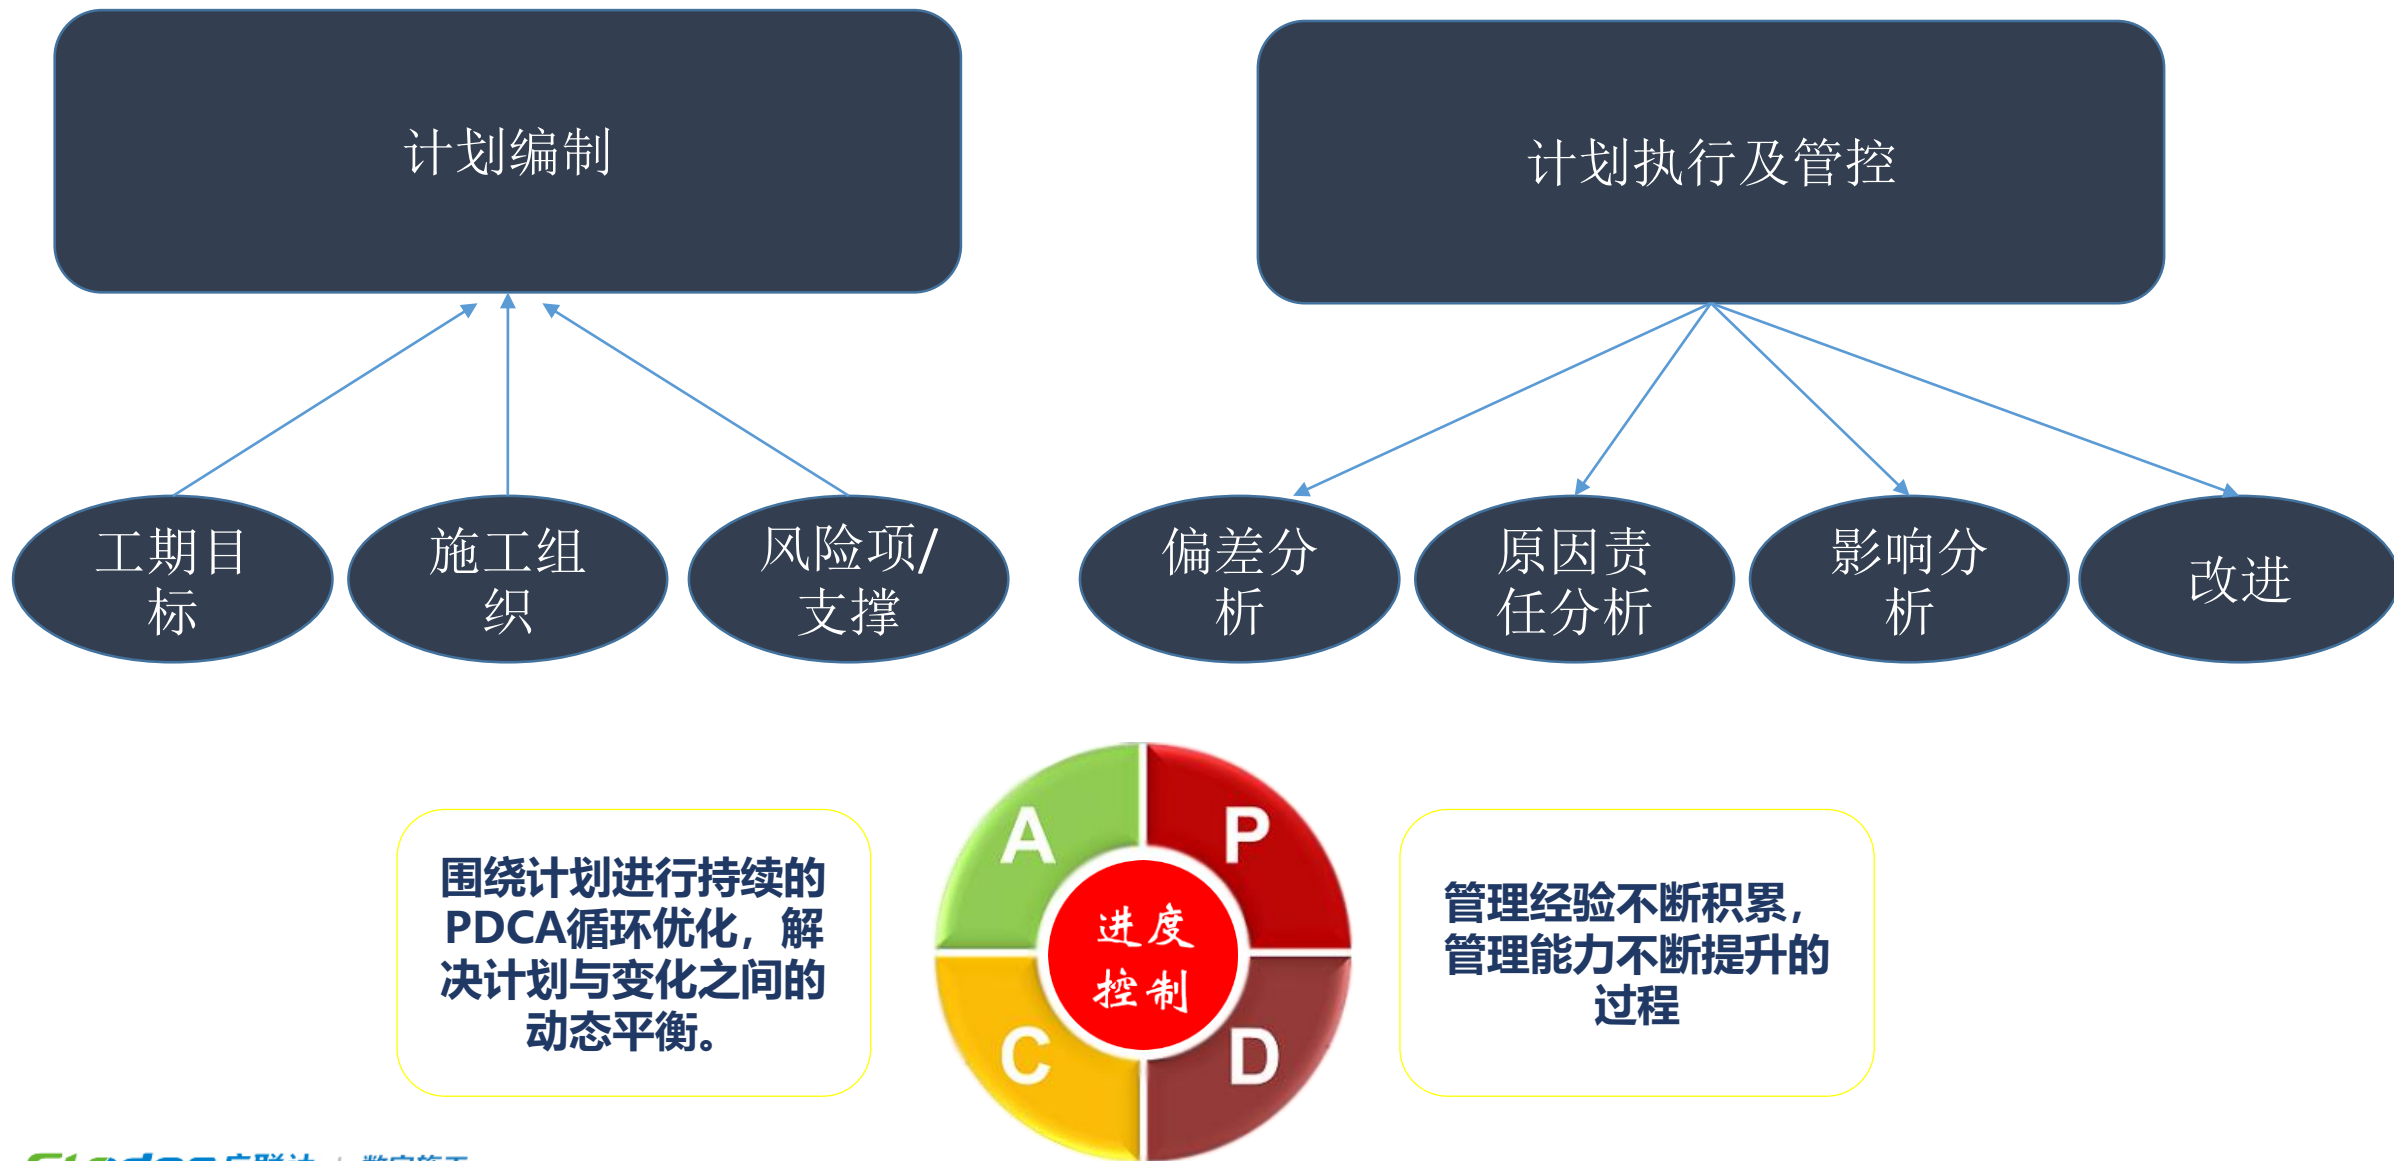 计划编制
计划执行及管控
工期目
标
施工组
织
风险项/
支撑
偏差分
析
原因责
任分析
影响分
析
改进
围绕计划进行持续的
PDCA循环优化，解
决计划与变化之间的
动态平衡。
A
P
C
D
进度
控制
管理经验不断积累，
管理能力不断提升的
过程